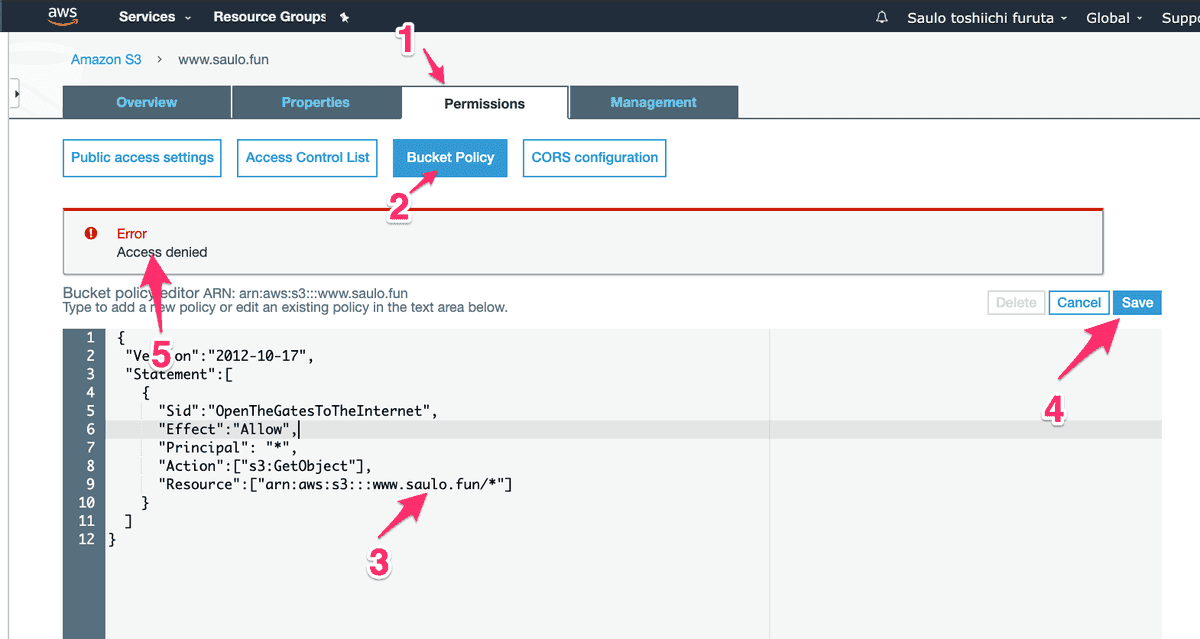 aws Services Resource Groups Saulo toshiichi furuta Global Suppo
1
Amazon S3 > www.saulo.fun
Overview Properties Permissions Management
Public access settings Access Control List Bucket Policy CORS configuration
2
Error
Access denied
Bucket policy editor ARN: arn:aws:s3:::www.saulo.fun
Type to add a new policy or edit an existing policy in the text area below.
Delete Cancel Save
1 {
2 "Version":"2012-10-17",
5
3 "Statement":[
4 {
4
5 "Sid":"OpenTheGatesToTheInternet",
6 "Effect":"Allow",
7 "Principal": "*",
8 "Action":["s3:GetObject"],
9 "Resource":["arn:aws:s3:::www.saulo.fun/*"]
10 }
11 ]
12 }
3